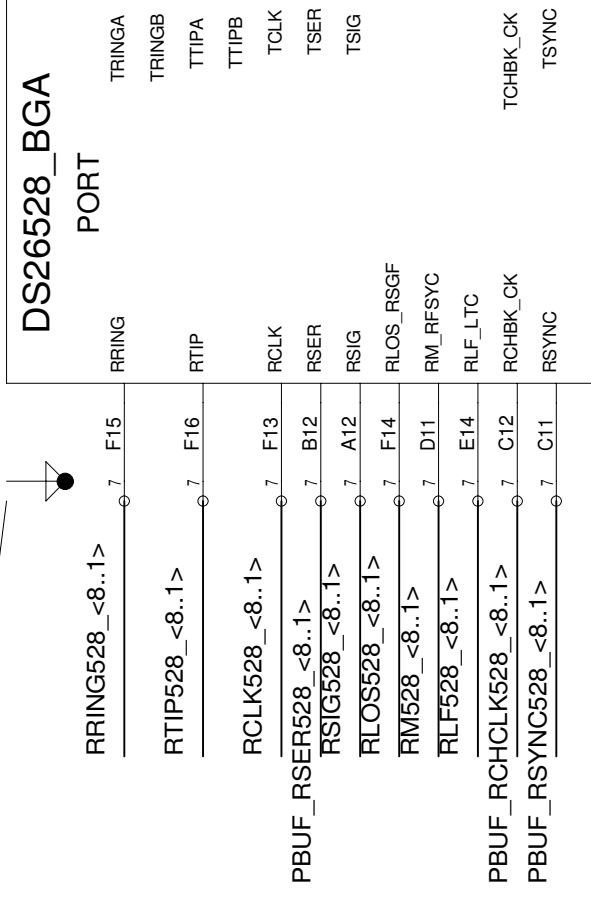 DS26528_BGA
PORT
RRING528_<8..1> 7 F15 RRING TRINGA
TRINGB
RTIP528_<8..1> 7 F16 RTIP TTIPA
TTIPB
RCLK528_<8..1> 7 F13 RCLK TCLK
PBUF_RSER528_<8..1> 7 B12 RSER TSER
RSIG528_<8..1> 7 A12 RSIG TSIG
RLOS528_<8..1> 7 F14 RLOS_RSGF
RM528_<8..1> 7 D11 RM_RFSYC
RLF528_<8..1> 7 E14 RLF_LTC
PBUF_RCHCLK528_<8..1> 7 C12 RCHBK_CK TCHBK_CK
PBUF_RSYNC528_<8..1> 7 C11 RSYNC TSYNC